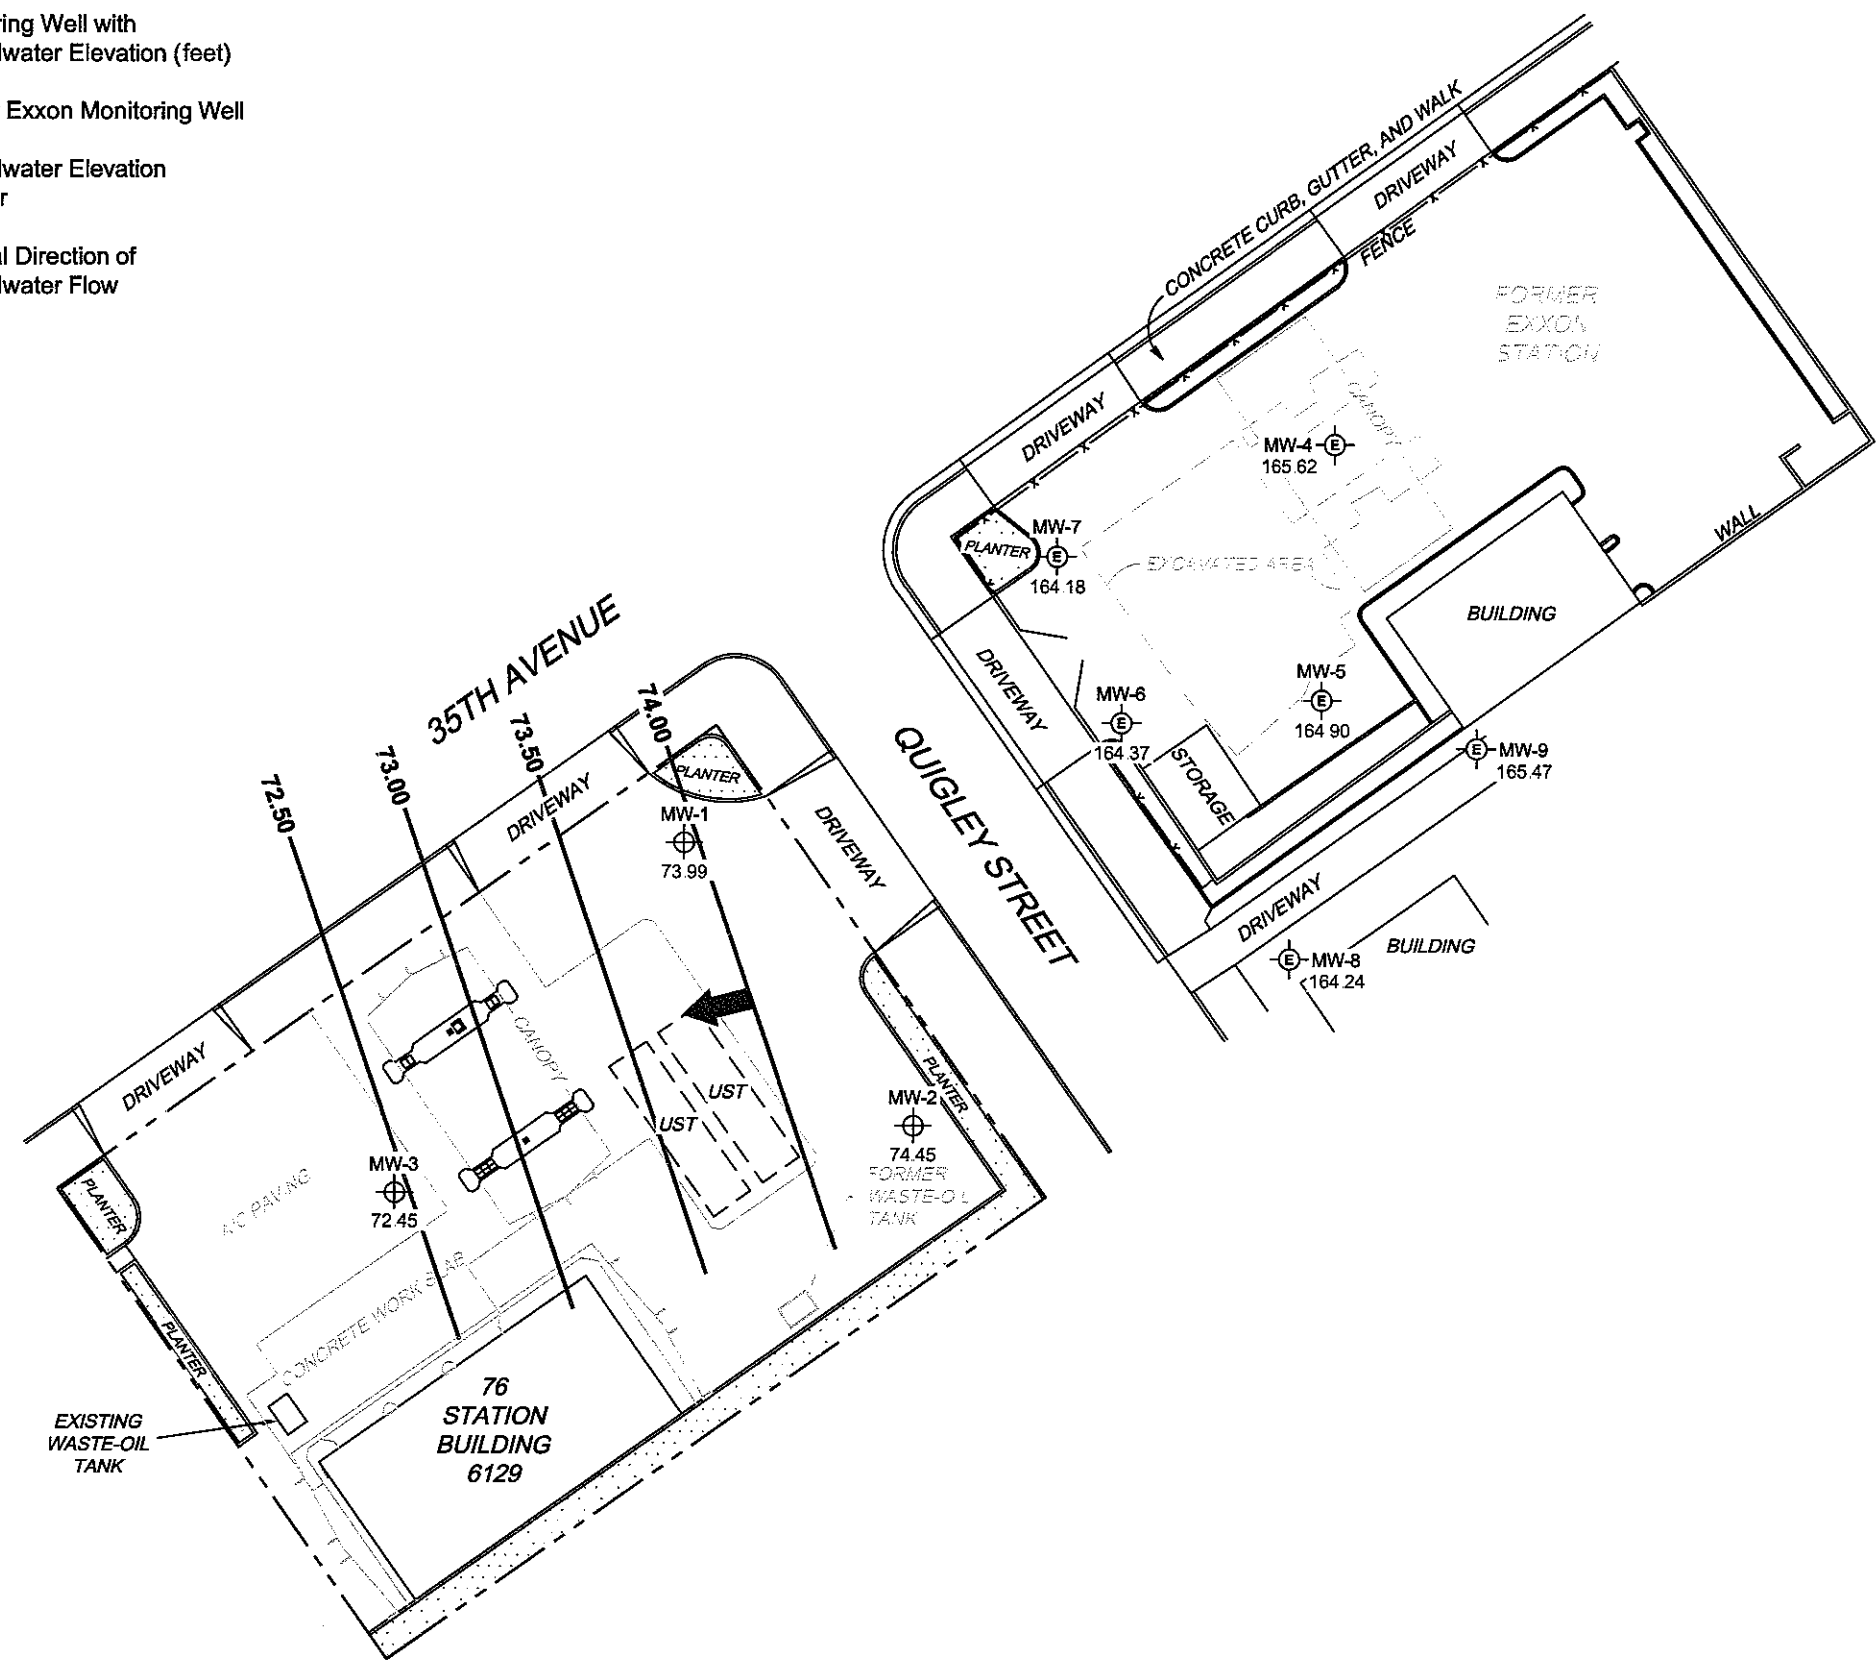 ring Well with
dwater Elevation (feet)
Exxon Monitoring Well
dwater Elevation
r
al Direction of
dwater Flow
CONCRETE CURB, GUTTER, AND WALK
DRIVEWAY
FENCE
FORMER
EXXON
STATION
DRIVEWAY
CANOPY
MW-4
165.62
MW-7
PLANTER
164.18
EXCAVATED AREA
WALL
BUILDING
DRIVEWAY
MW-6
164.37
MW-5
164.90
STORAGE
MW-9
165.47
DRIVEWAY
BUILDING
MW-8
164.24
35TH AVENUE
QUIGLEY STREET
72.50
73.00
73.50
74.00
PLANTER
DRIVEWAY
MW-1
73.99
DRIVEWAY
CANOPY
DRIVEWAY
UST
UST
PLANTER
MW-2
74.45
FORMER
WASTE-OIL
TANK
MW-3
72.45
A/C PAVING
PLANTER
CONCRETE WORK SLAB
PLANTER
EXISTING
WASTE-OIL
TANK
76
STATION
BUILDING
6129